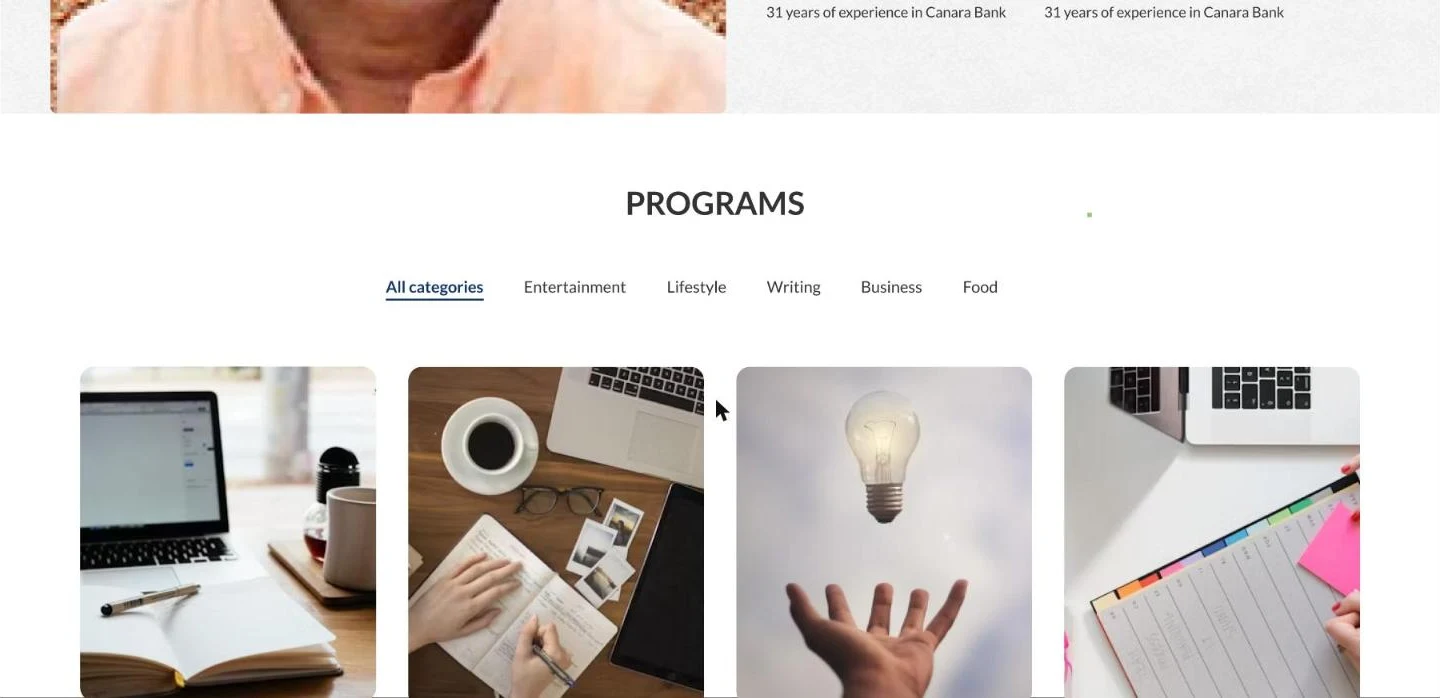 31 years of experience in Canara Bank 31 years of experience in Canara Bank
PROGRAMS
All categories Entertainment Lifestyle Writing Business Food